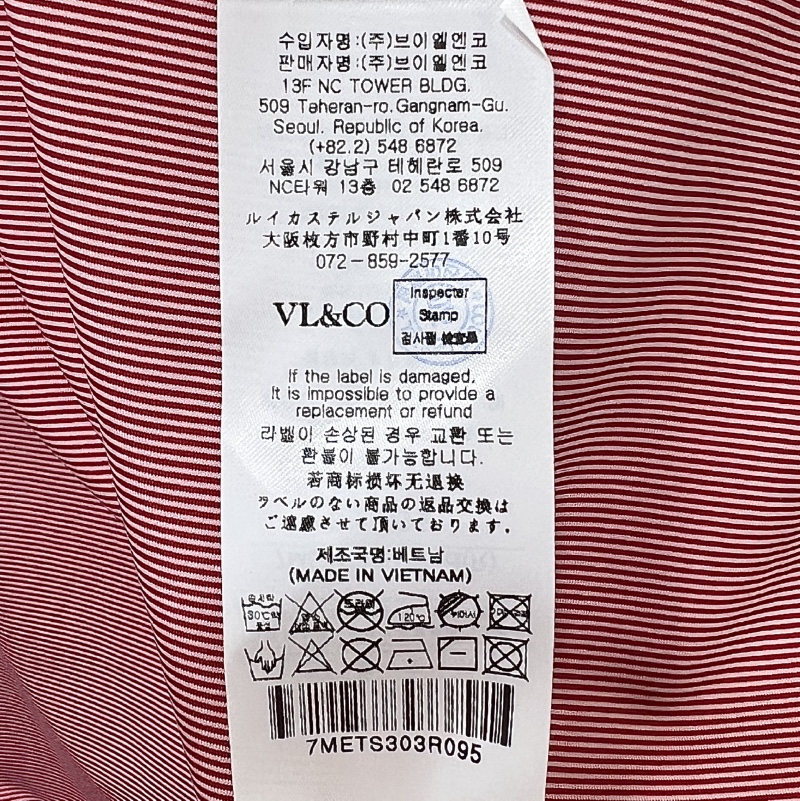 수입자명:(주)브이엘엔코
판매자명:(주)브이엘엔코
13F NC TOWER BLDG.
509 Teheran-ro.Gangnam-Gu.
Seoul. Republic of Korea.
(+82.2) 548 6872
서울시 강남구 테헤란로 509
NC타워 13층 02 548 6872
ルイカステルジャパン株式会社
大阪枚方市野村中町1番10号
072-859-2577
VL&CO
Inspecter
Stamp
If the label is damaged,
It is impossible to provide a
replacement or refund
라벨이 손상된 경우 교환 또는
환불이 불가능합니다.
若商标损坏无退换
ラベルのない商品の返品交換は
ご遠慮させて頂いております.
제조국명:베트남
(MADE IN VIETNAM)
드라이
120℃
7METS303R095